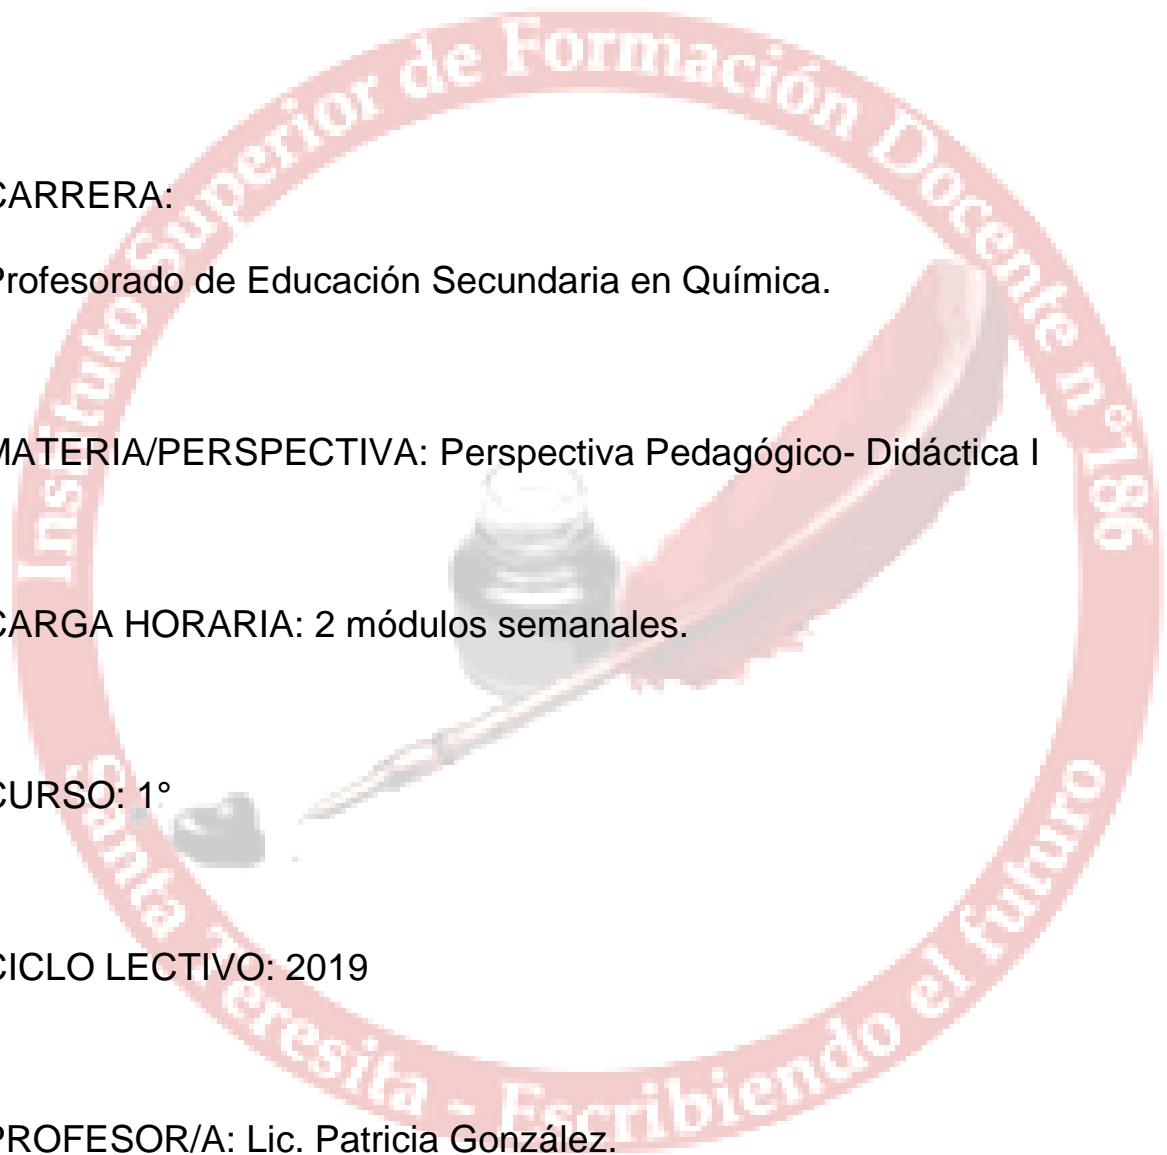 Instituto Superior de Formación Docente n°186
CARRERA:
Profesorado de Educación Secundaria en Química.
MATERIA/PERSPECTIVA: Perspectiva Pedagógico- Didáctica I
CARGA HORARIA: 2 módulos semanales.
CURSO: 1°
CICLO LECTIVO: 2019
PROFESOR/A: Lic. Patricia González.
Santa Teresita - Escribiendo el futuro